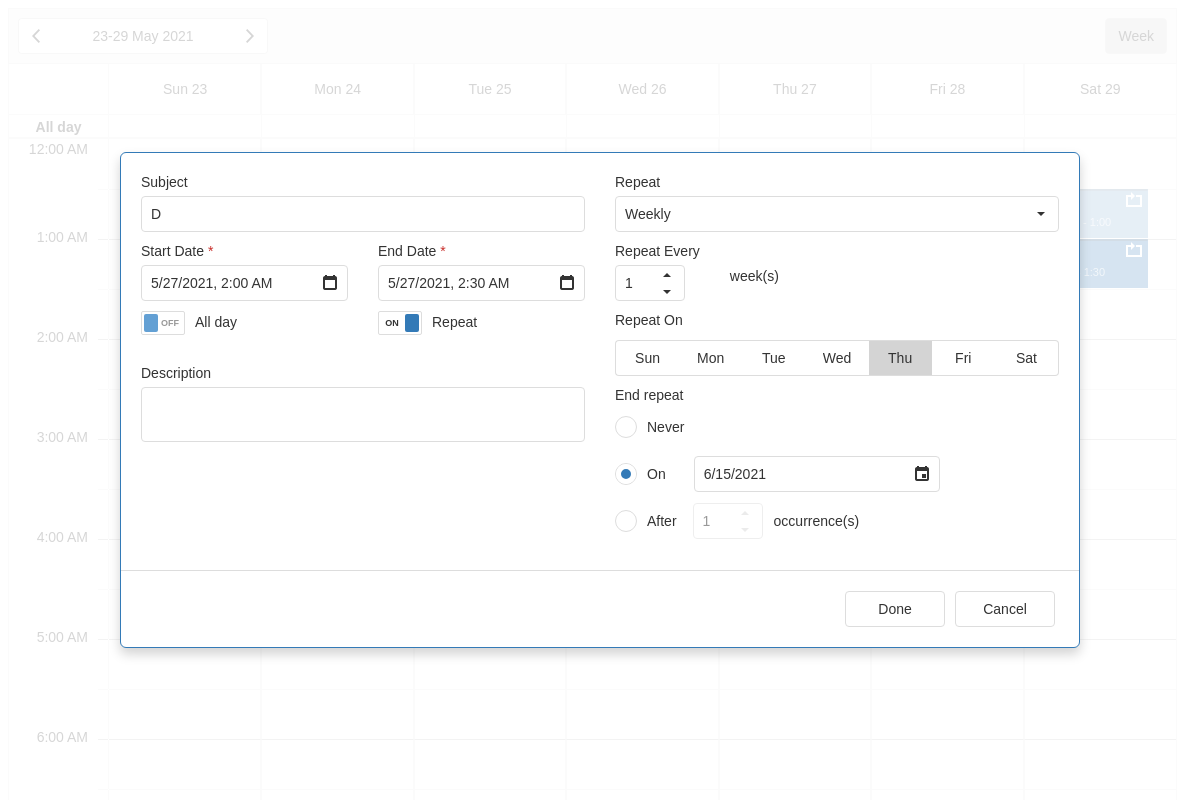 23-29 May 2021
Week
Sun 23
Mon 24
Tue 25
Wed 26
Thu 27
Fri 28
Sat 29
All day
12:00 AM
1:00 AM
2:00 AM
3:00 AM
4:00 AM
5:00 AM
6:00 AM
- 1:00
1:30
Subject
D
Start Date *
End Date *
5/27/2021, 2:00 AM
5/27/2021, 2:30 AM
OFF
All day
ON
Repeat
Description
Repeat
Weekly
Repeat Every
1
week(s)
Repeat On
Sun
Mon
Tue
Wed
Thu
Fri
Sat
End repeat
Never
On
6/15/2021
After
1
occurrence(s)
Done
Cancel